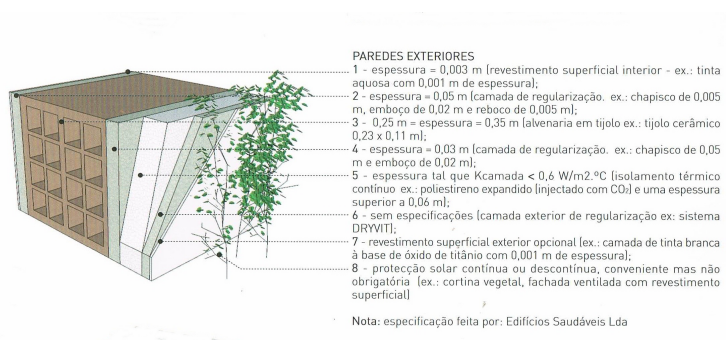 PAREDES EXTERIORES
1 - espessura = 0,003 m (revestimento superficial interior - ex.: tinta
aquosa com 0,001 m de espessura);
2 - espessura = 0,05 m (camada de regularização. ex.: chapisco de 0,005
m, emboço de 0,02 m e reboco de 0,005 m);
3 - 0,25 m = espessura = 0,35 m (alvenaria em tijolo ex.: tijolo cerâmico
0,23 x 0,11 m);
4 - espessura = 0,03 m (camada de regularização. ex.: chapisco de 0,05
m e emboço de 0,02 m);
5 - espessura tal que Kcamada < 0,6 W/m2.ºC (isolamento térmico
contínuo ex.: poliestireno expandido (injectado com CO₂) e uma espessura
superior a 0,06 m);
6 - sem especificações (camada exterior de regularização ex: sistema
DRYVIT);
7 - revestimento superficial exterior opcional (ex.: camada de tinta branca
à base de óxido de titânio com 0,001 m de espessura);
8 - protecção solar contínua ou descontínua, conveniente mas não
obrigatória (ex.: cortina vegetal, fachada ventilada com revestimento
superficial)
Nota: especificação feita por: Edifícios Saudáveis Lda